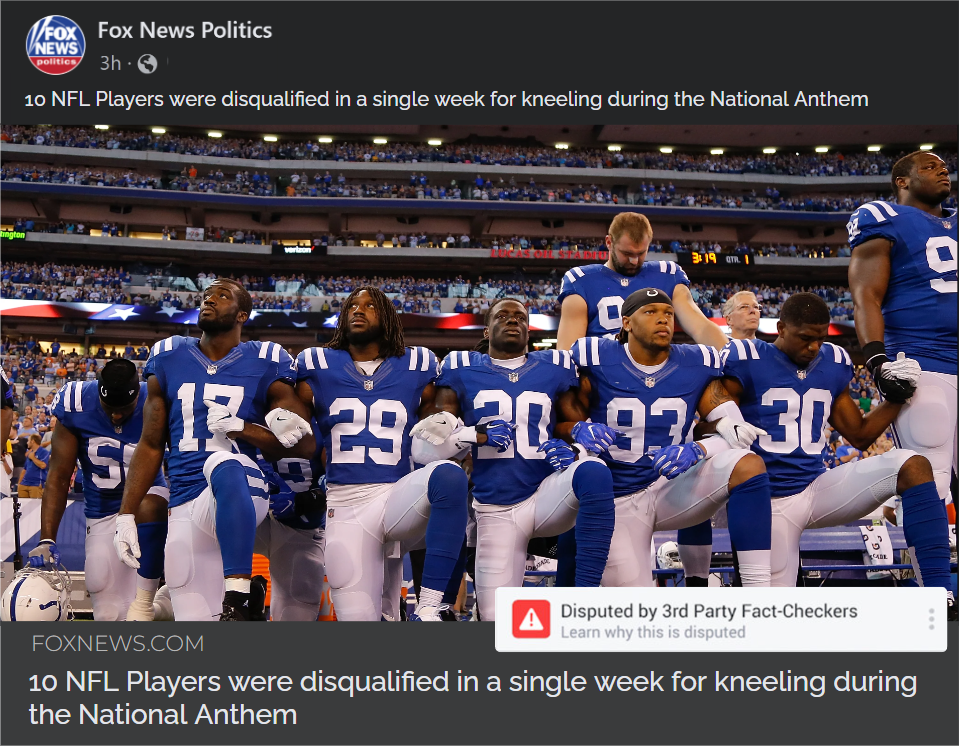 FOX
NEWS
politics
Fox News Politics
3h ·
10 NFL Players were disqualified in a single week for kneeling during the National Anthem
verizon
3:19 QTR. 1
17
29
20
93
30
9
Disputed by 3rd Party Fact-Checkers
Learn why this is disputed
FOXNEWS.COM
10 NFL Players were disqualified in a single week for kneeling during
the National Anthem